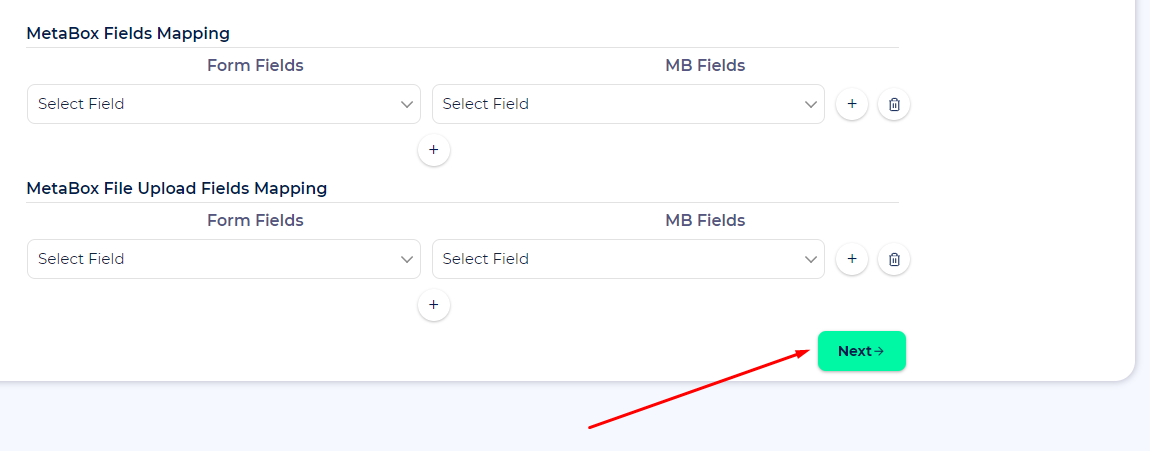 MetaBox Fields Mapping
Form Fields MB Fields
Select Field Select Field + 
+
MetaBox File Upload Fields Mapping
Form Fields MB Fields
Select Field Select Field +
+
Next→